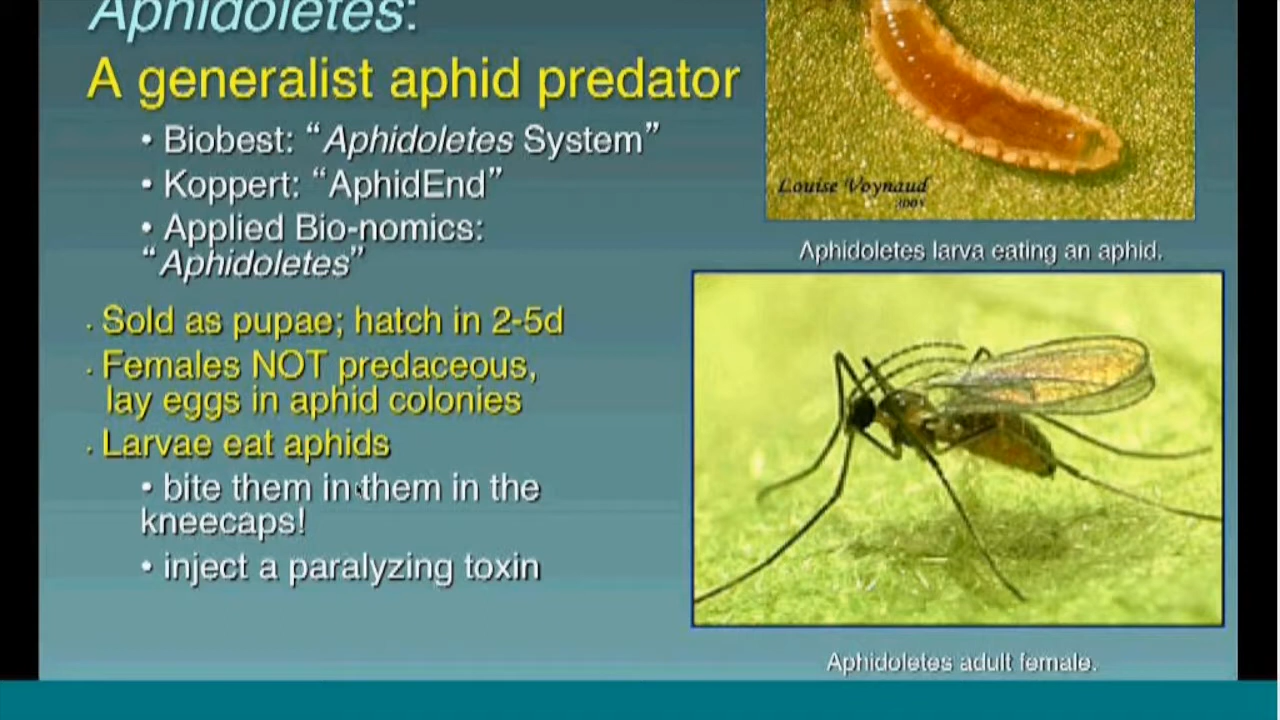 Aphidoletes:
A generalist aphid predator
• Biobest: “Aphidoletes System”
• Koppert: “AphidEnd”
• Applied Bio-nomics:
“Aphidoletes”
· Sold as pupae; hatch in 2-5d
· Females NOT predaceous,
lay eggs in aphid colonies
· Larvae eat aphids
• bite them in them in the
kneecaps!
• inject a paralyzing toxin
Louise Voynaud
Aphidoletes larva eating an aphid.
Aphidoletes adult female.